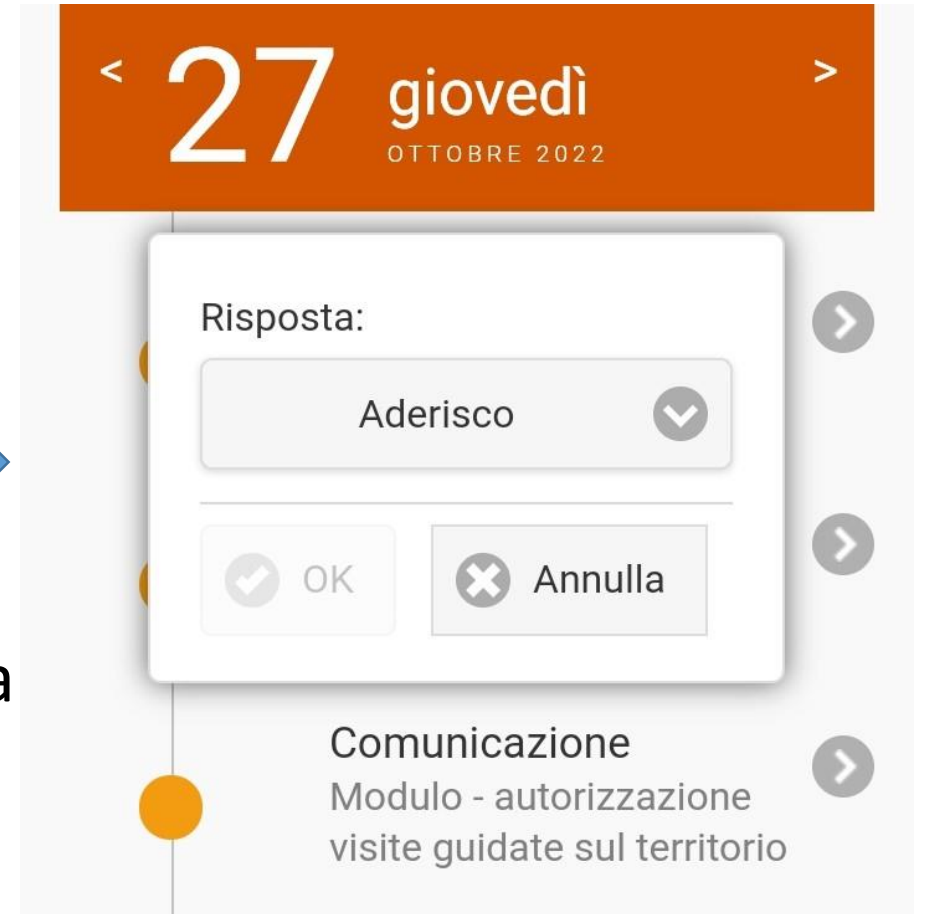 < 27 giovedì >
OTTOBRE 2022
Risposta:
Aderisco
OK Annulla
a
Comunicazione
Modulo - autorizzazione
visite guidate sul territorio